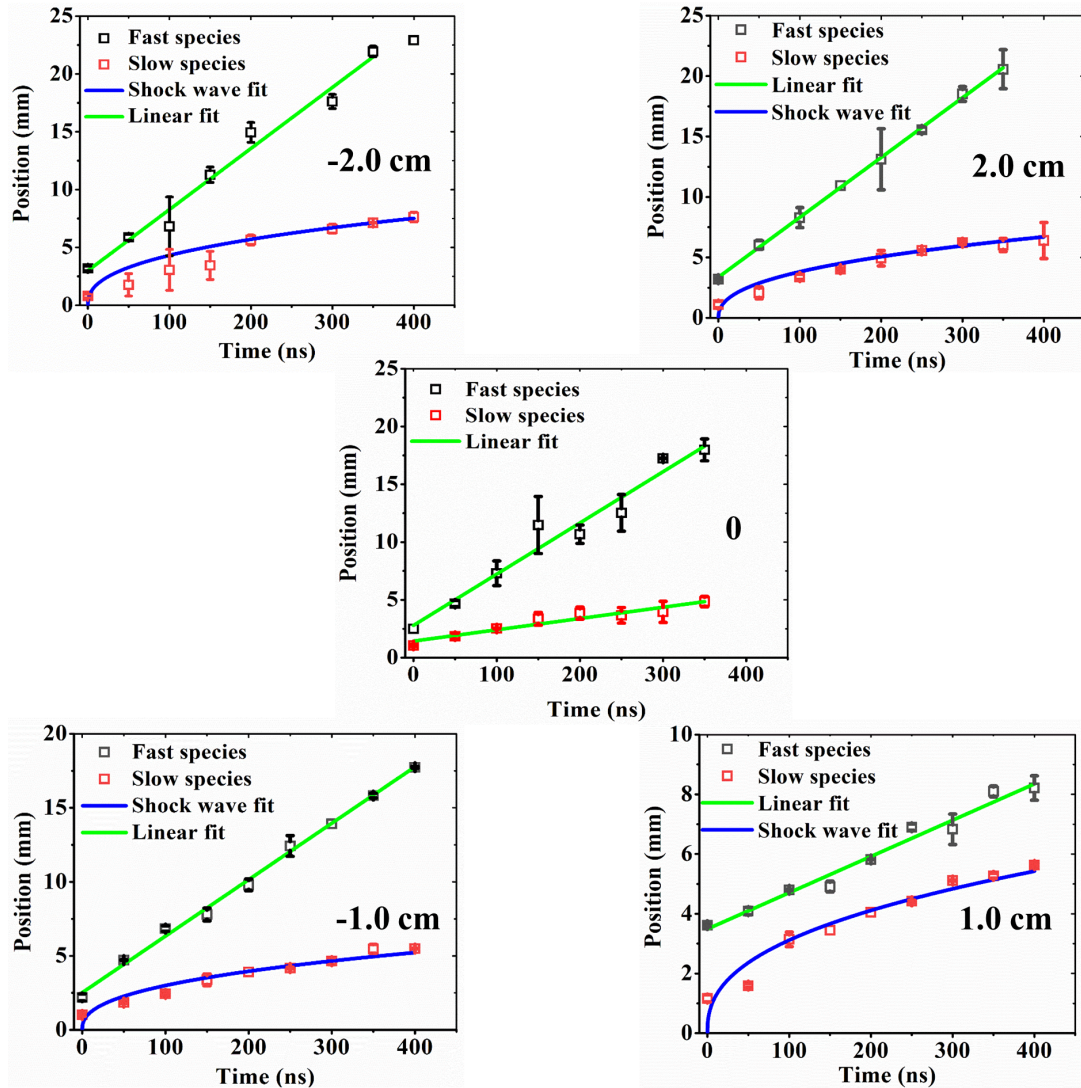 25
20
15
10
5
0
Position (mm)
Fast species
Slow species
Shock wave fit
Linear fit
-2.0 cm
0 100 200 300 400
Time (ns)
25
20
15
10
5
0
Position (mm)
Fast species
Slow species
Linear fit
Shock wave fit
2.0 cm
0 100 200 300 400
Time (ns)
25
20
15
10
5
0
Position (mm)
Fast species
Slow species
Linear fit
0
0 100 200 300 400
Time (ns)
20
15
10
5
0
Position (mm)
Fast species
Slow species
Shock wave fit
Linear fit
-1.0 cm
0 100 200 300 400
Time (ns)
10
8
6
4
2
0
Position (mm)
Fast species
Slow species
Linear fit
Shock wave fit
1.0 cm
0 100 200 300 400
Time (ns)